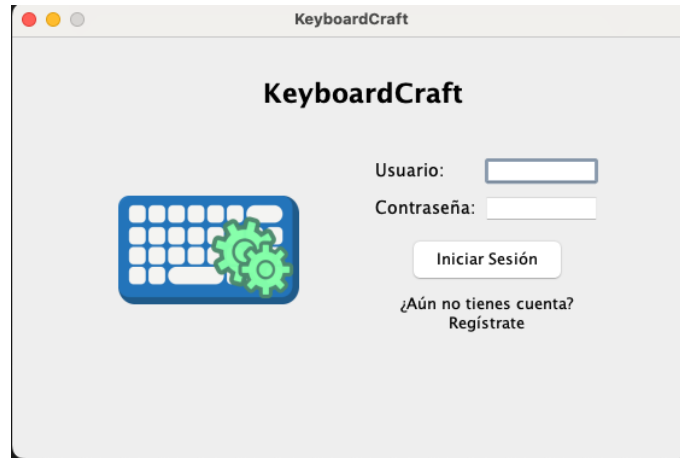 KeyboardCraft
KeyboardCraft
Usuario:
Contraseña:
Iniciar Sesión
¿Aún no tienes cuenta?
Regístrate